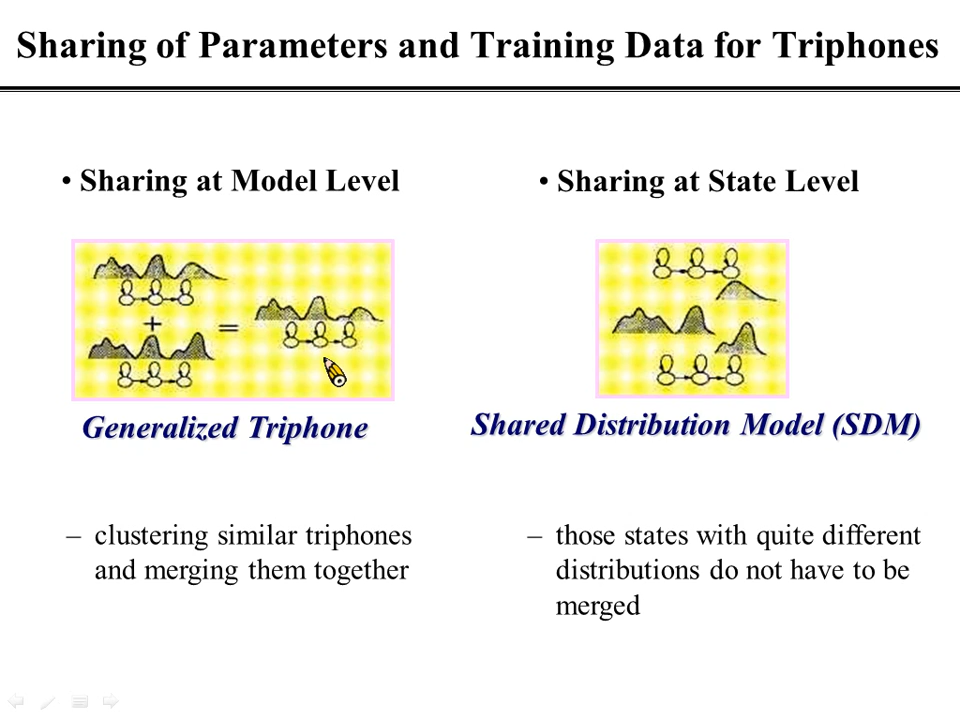 Sharing of Parameters and Training Data for Triphones
• Sharing at Model Level
+
=
Generalized Triphone
– clustering similar triphones
and merging them together
• Sharing at State Level
Shared Distribution Model (SDM)
– those states with quite different
distributions do not have to be
merged